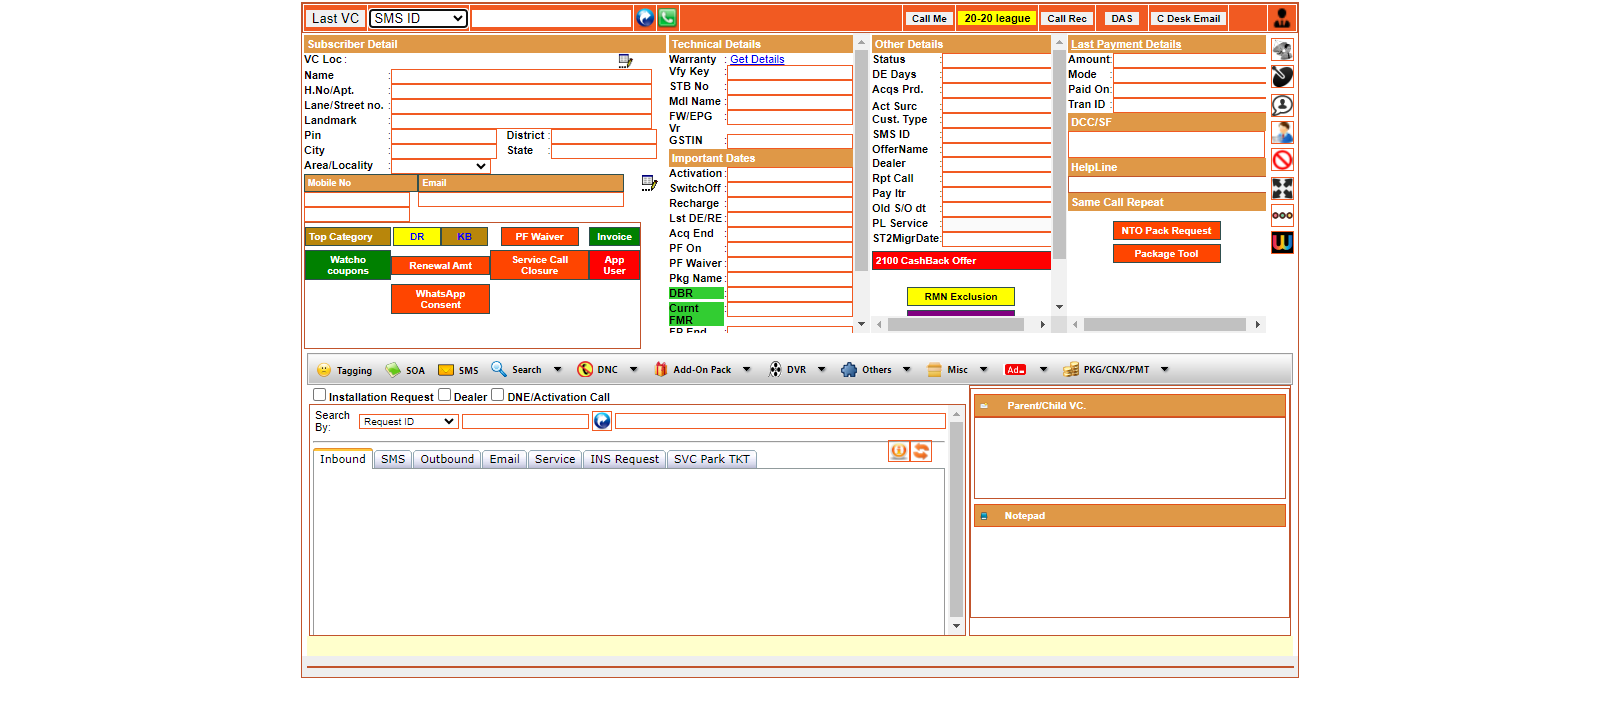 Last VC SMS ID Call Me 20-20 league Call Rec DAS C Desk Email
Subscriber Detail
VC Loc :
Name :
H.No/Apt. :
Lane/Street no. :
Landmark :
Pin : District :
City : State :
Area/Locality :
Mobile No Email
Top Category DR KB PF Waiver Invoice
Watcho coupons Renewal Amt Service Call Closure App User
WhatsApp Consent
Technical Details
Warranty : Get Details
Vfy Key :
STB No :
Mdl Name :
FW/EPG Vr :
GSTIN :
Important Dates
Activation :
SwitchOff :
Recharge :
Lst DE/RE :
Acq End :
PF On :
PF Waiver :
Pkg Name :
DBR :
Curnt FMR :
FP End :
Other Details
Status :
DE Days :
Acqs Prd. :
Act Surc :
Cust. Type :
SMS ID :
OfferName :
Dealer :
Rpt Call :
Pay Itr :
Old S/O dt :
PL Service :
ST2MigrDate:
2100 CashBack Offer
RMN Exclusion
Last Payment Details
Amount:
Mode :
Paid On:
Tran ID :
DCC/SF
HelpLine
Same Call Repeat
NTO Pack Request
Package Tool
Tagging SOA SMS Search DNC Add-On Pack DVR Others Misc Ad PKG/CNX/PMT
Installation Request Dealer DNE/Activation Call
Search By: Request ID
Inbound SMS Outbound Email Service INS Request SVC Park TKT
Parent/Child VC.
Notepad